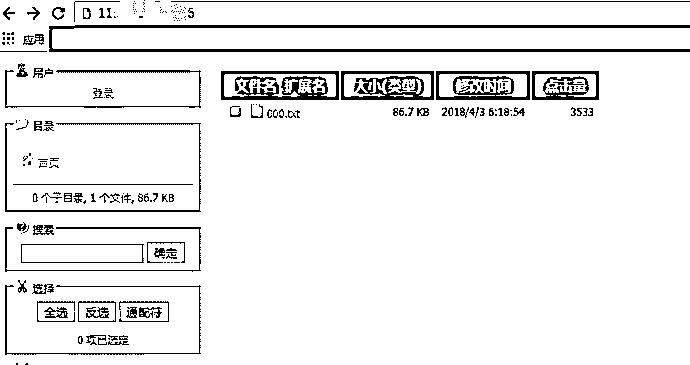 应用
用户
登录
目录
首页
0 个子目录, 1 个文件, 86.7 KB
搜索
确定
选择
全选 反选 通配符
0 项已选定
文件名.扩展名 大小(类型) 修改时间 点击量
000.txt 86.7 KB 2018/4/3 6:18:54 3533